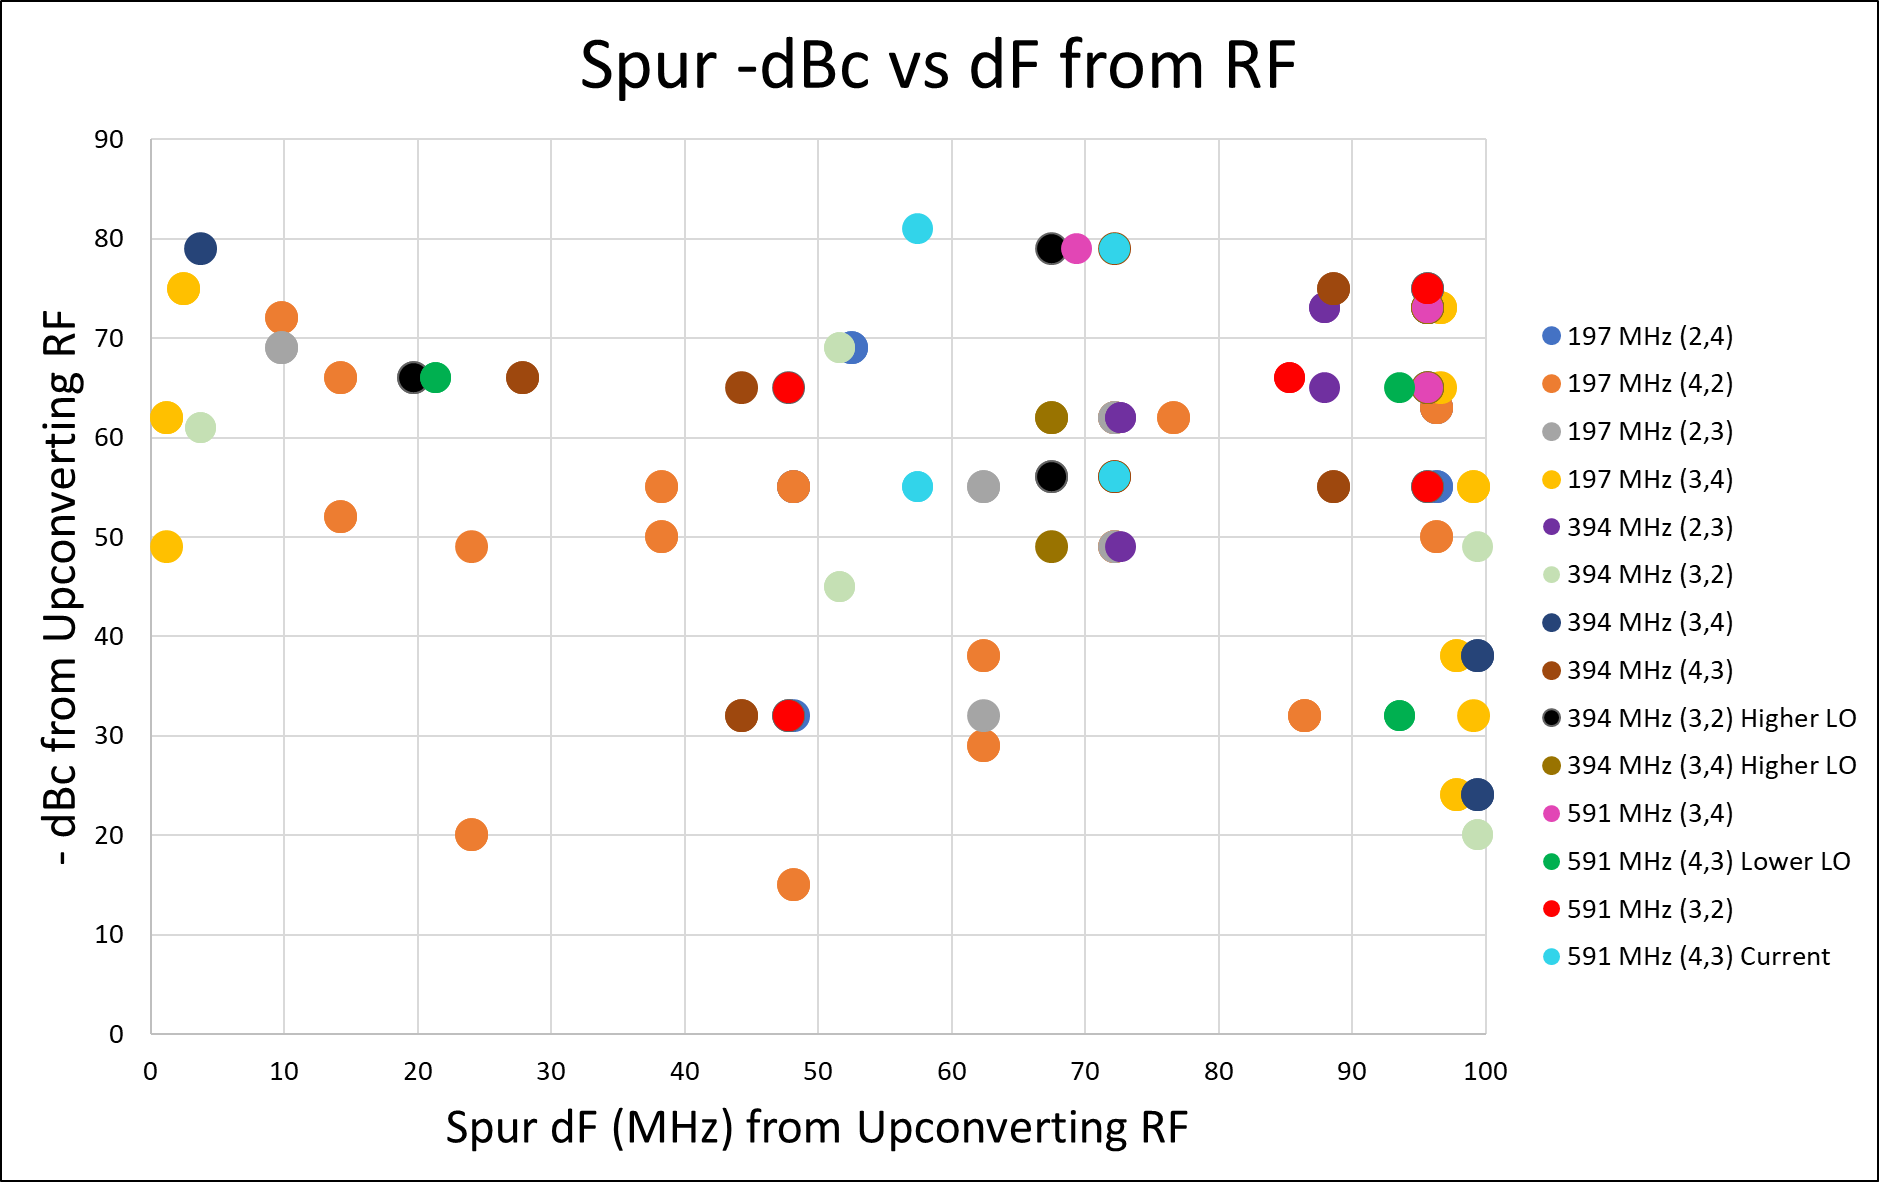 Spur -dBc vs dF from RF
- dBc from Upconverting RF
90
80
70
60
50
40
30
20
10
0
0 10 20 30 40 50 60 70 80 90 100
Spur dF (MHz) from Upconverting RF
197 MHz (2,4)
197 MHz (4,2)
197 MHz (2,3)
197 MHz (3,4)
394 MHz (2,3)
394 MHz (3,2)
394 MHz (3,4)
394 MHz (4,3)
394 MHz (3,2) Higher LO
394 MHz (3,4) Higher LO
591 MHz (3,4)
591 MHz (4,3) Lower LO
591 MHz (3,2)
591 MHz (4,3) Current